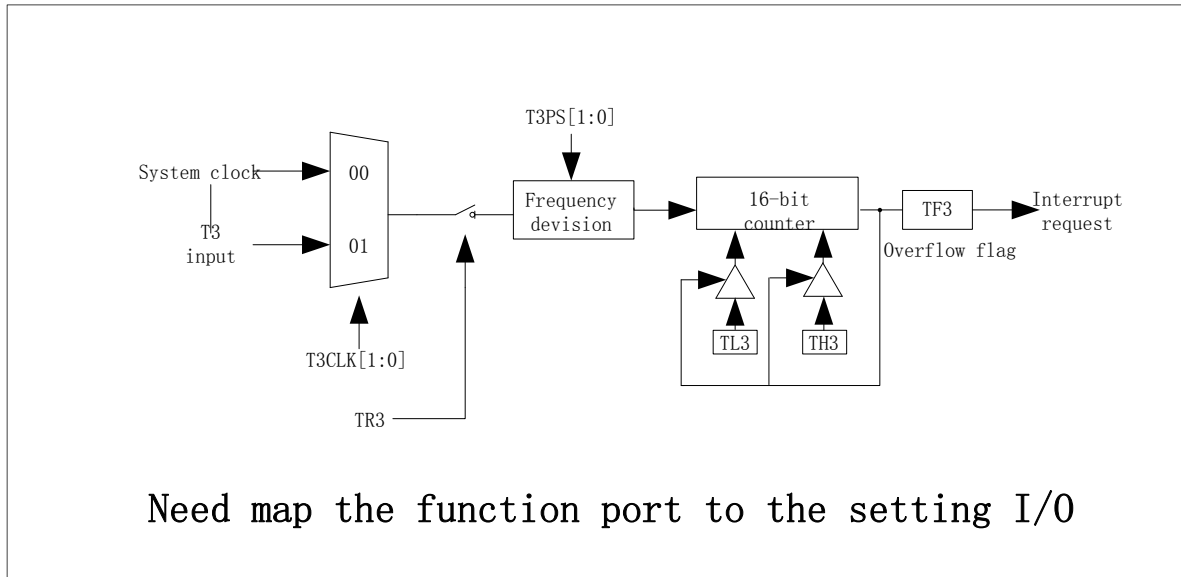 T3PS[1:0]
System clock
00
Frequency
devision
16-bit
counter
TF3
Interrupt
request
T3
input
01
Overflow flag
TL3
TH3
T3CLK[1:0]
TR3
Need map the function port to the setting I/O